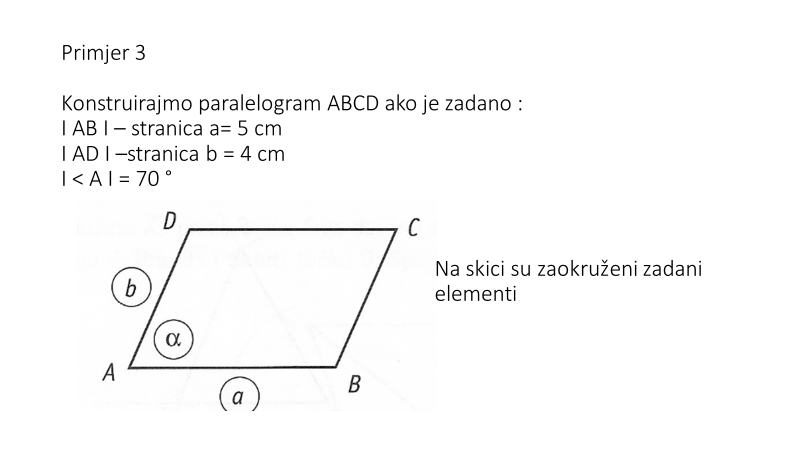 Primjer 3
Konstruirajmo paralelogram ABCD ako je zadano :
I AB I – stranica a= 5 cm
I AD I –stranica b = 4 cm
I < A I = 70 °
D
C
Na skici su zaokruženi zadani
elementi
b
α
A
B
a